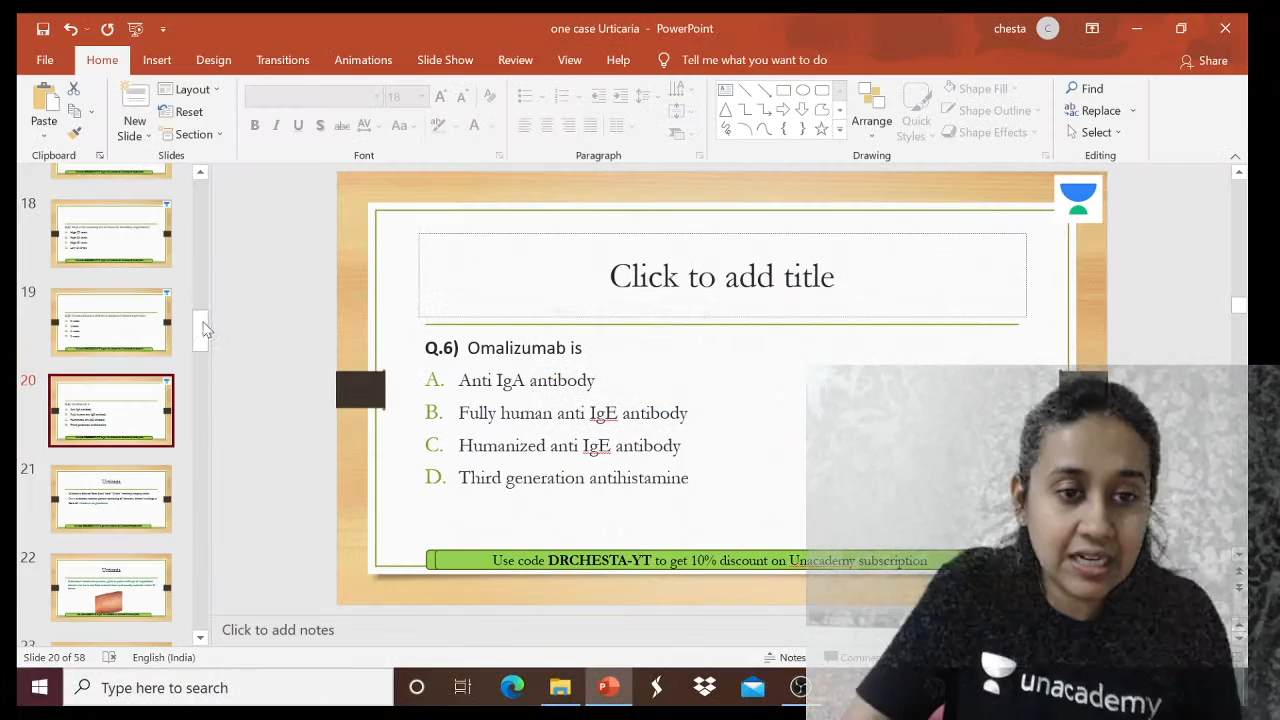 one case Urticaria - PowerPoint
chesta
C
File
Home
Insert
Design
Transitions
Animations
Slide Show
Review
View
Help
Tell me what you want to do
Share
Paste
New Slide
Layout
Reset
Section
18
Arrange
Quick Styles
Shape Fill
Shape Outline
Shape Effects
Find
Replace
Select
Clipboard
Slides
Font
Paragraph
Drawing
Editing
18
19
20
21
Urticaria
22
Urticaria
23
Click to add title
Q.6) Omalizumab is
A. Anti IgA antibody
B. Fully human anti IgE antibody
C. Humanized anti IgE antibody
D. Third generation antihistamine
Use code DRCHESTA-YT to get 10% discount on Unacademy subscription
Click to add notes
Slide 20 of 58
English (India)
Notes
Type here to search
unacademy